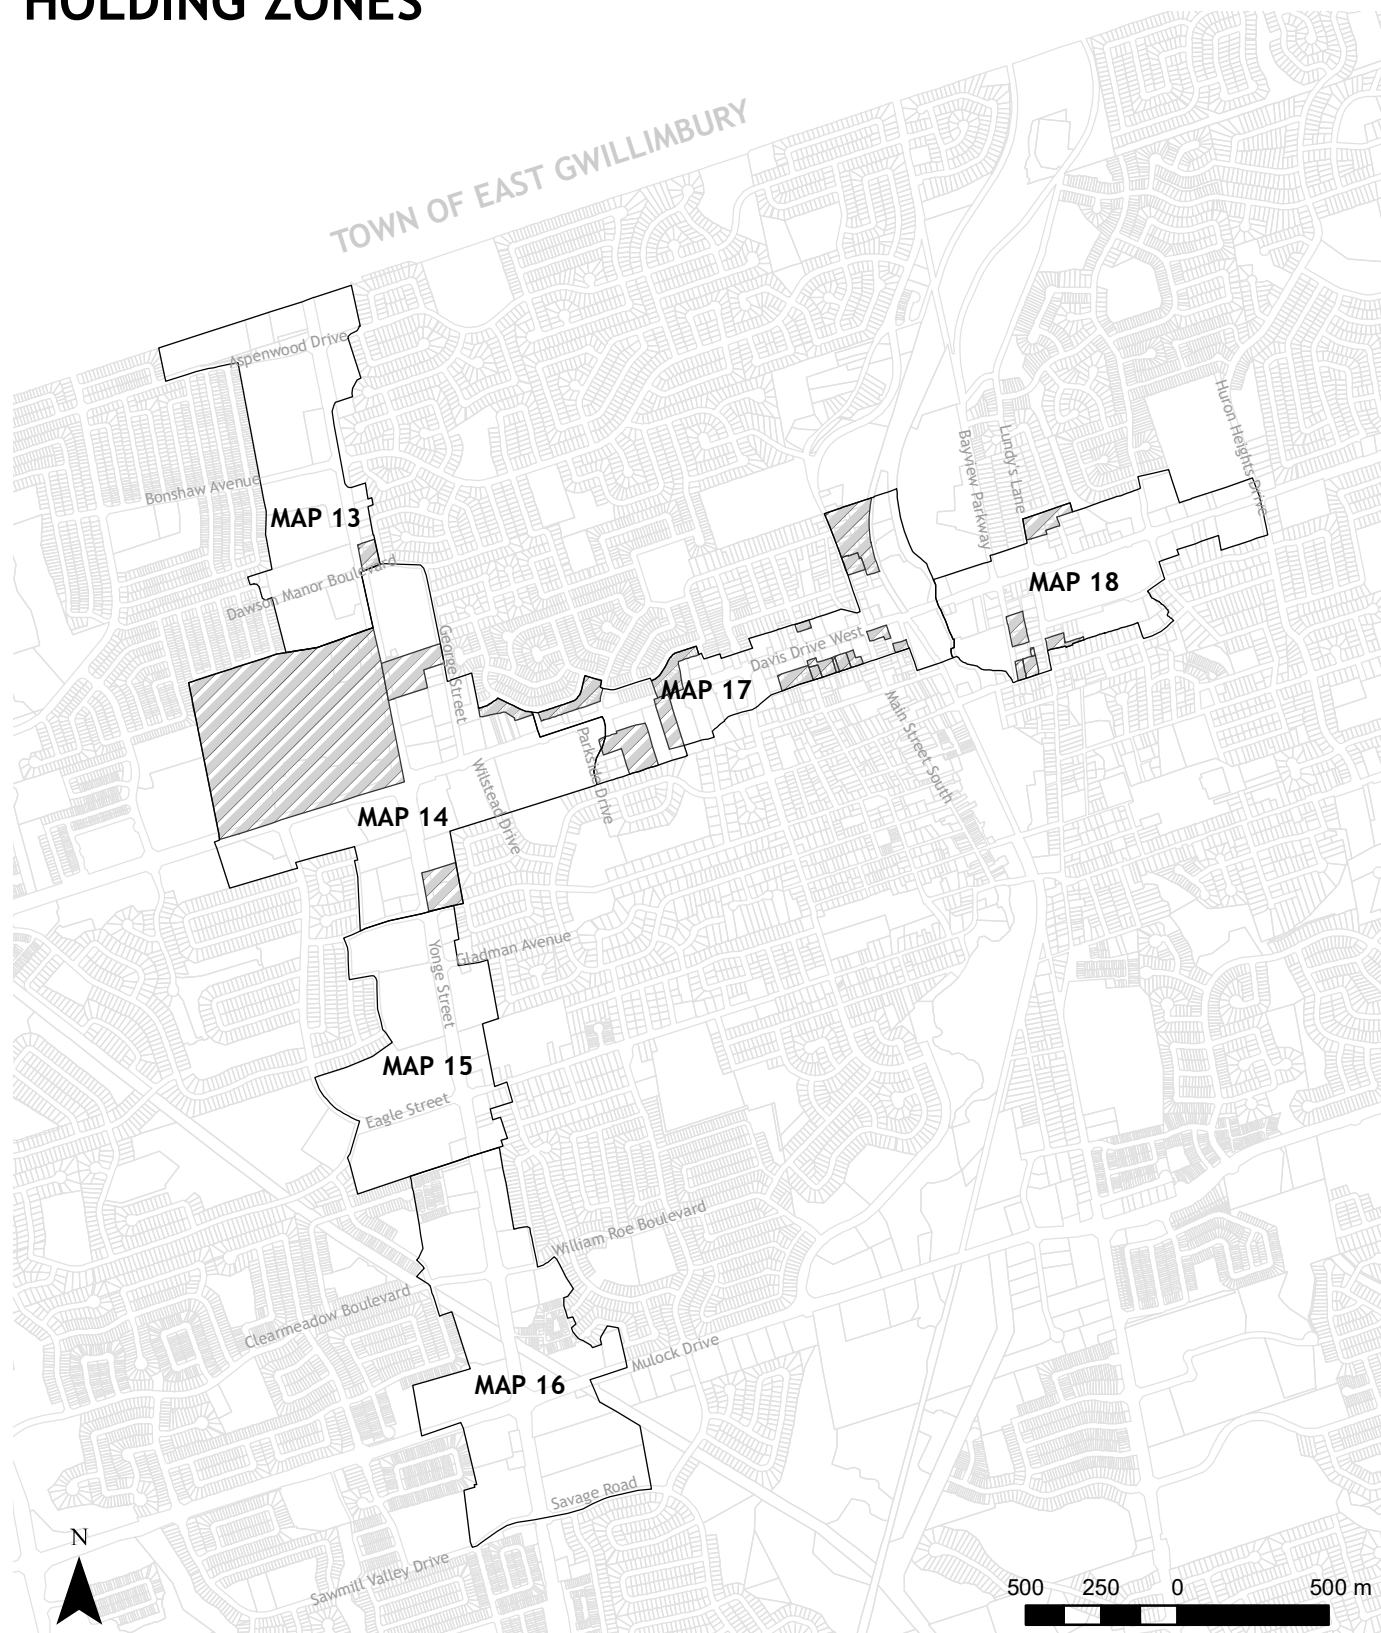 HOLDING ZONES
TOWN OF EAST GWILLIMBURY
Aspenwood Drive
Huron Heights Drive
Lundy's Lane
Bayview Parkway
Bonshaw Avenue
MAP 13
Dawson Manor Boulevard
MAP 18
George Street
Davis Drive West
MAP 17
Main Street South
Parkside Drive
Wilstead Drive
MAP 14
Gladman Avenue
Yonge Street
MAP 15
Eagle Street
William Roe Boulevard
Clearmeadow Boulevard
Mulock Drive
MAP 16
Savage Road
N
Sawmill Valley Drive
500 250 0 500 m